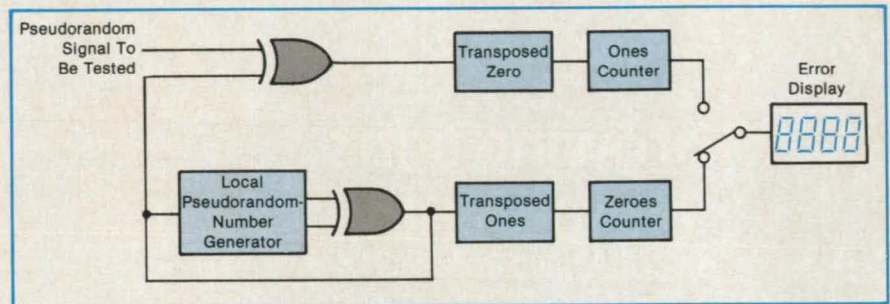 Pseudorandom
Signal To
Be Tested
Transposed
Zero
Ones
Counter
Error
Display
8888
Local
Pseudorandom-
Number
Generator
Transposed
Ones
Zeroes
Counter